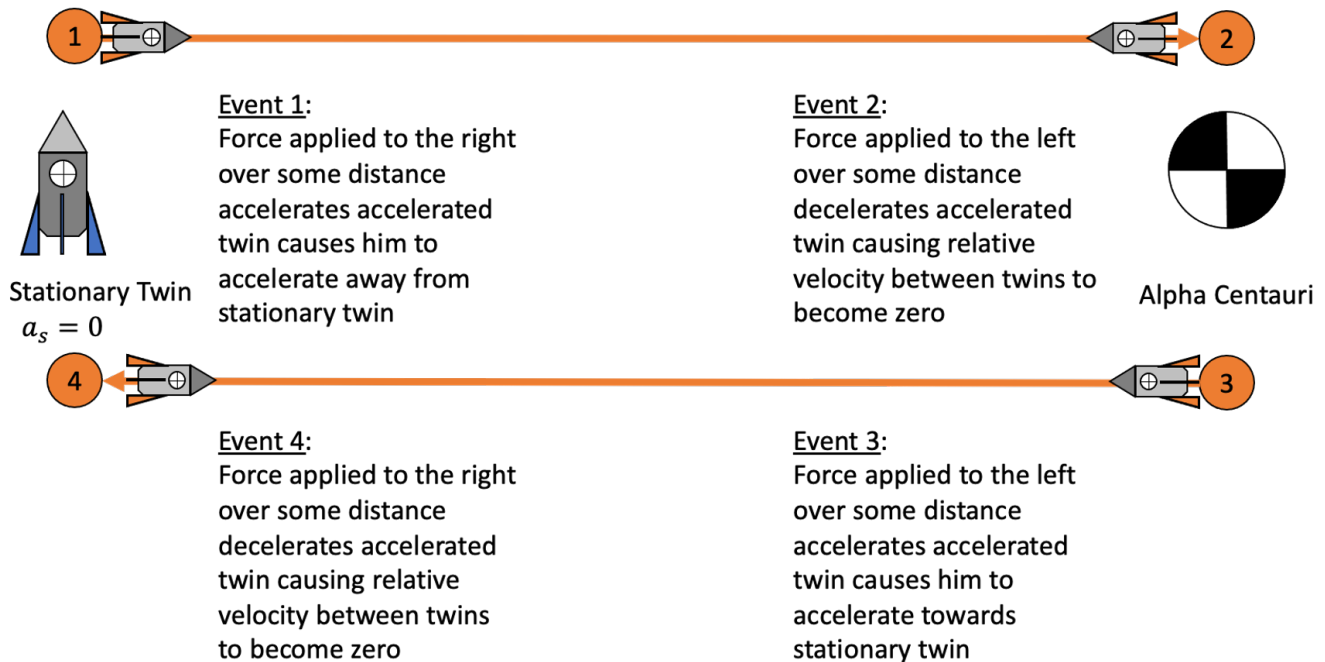 1
2
Event 1:
Force applied to the right
over some distance
accelerates accelerated
twin causes him to
accelerate away from
stationary twin
Event 2:
Force applied to the left
over some distance
decelerates accelerated
twin causing relative
velocity between twins to
become zero
Stationary Twin
aₛ = 0
Alpha Centauri
4
3
Event 4:
Force applied to the right
over some distance
decelerates accelerated
twin causing relative
velocity between twins
to become zero
Event 3:
Force applied to the left
over some distance
accelerates accelerated
twin causes him to
accelerate towards
stationary twin